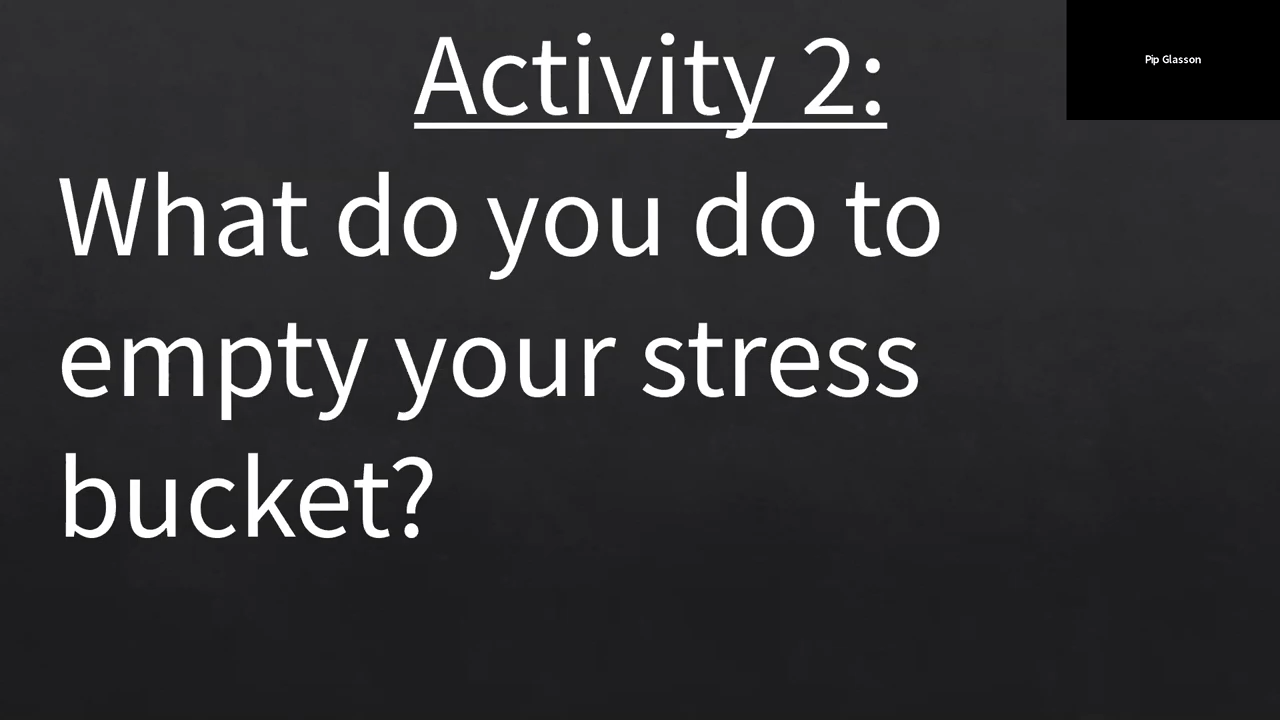 Activity 2:
Pip Glasson
What do you do to
empty your stress
bucket?